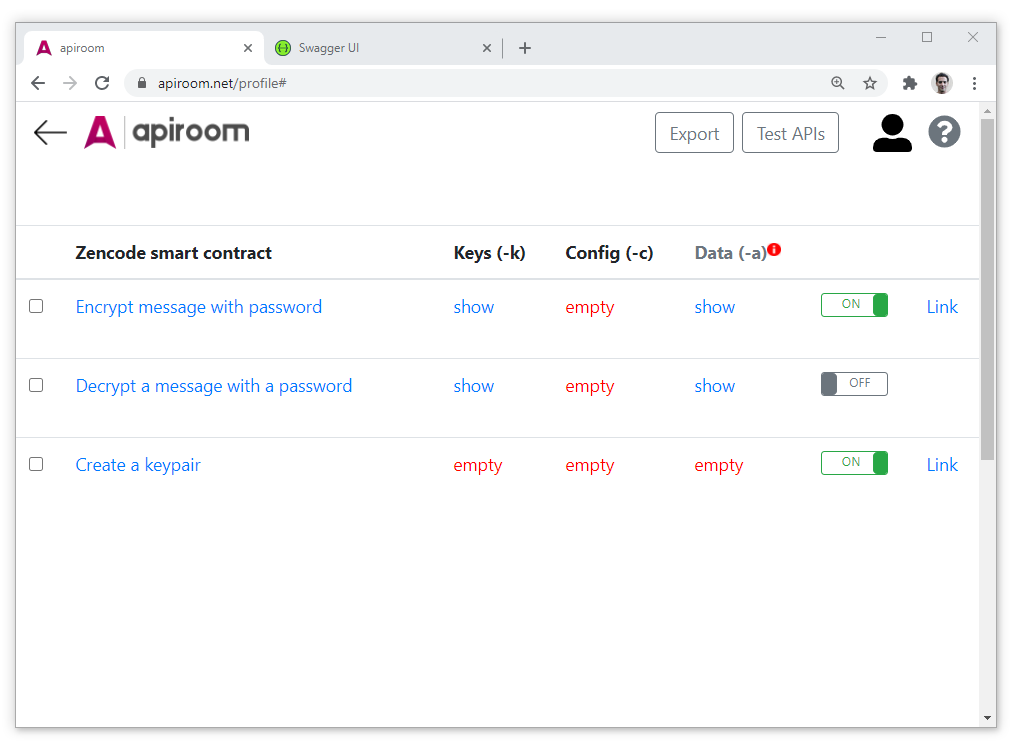 apiroom
Swagger UI
apiroom.net/profile#
apiroom
Export
Test APIs
?
Zencode smart contract Keys (-k) Config (-c) Data (-a)
Encrypt message with password show empty show ON Link
Decrypt a message with a password show empty show OFF
Create a keypair empty empty empty ON Link